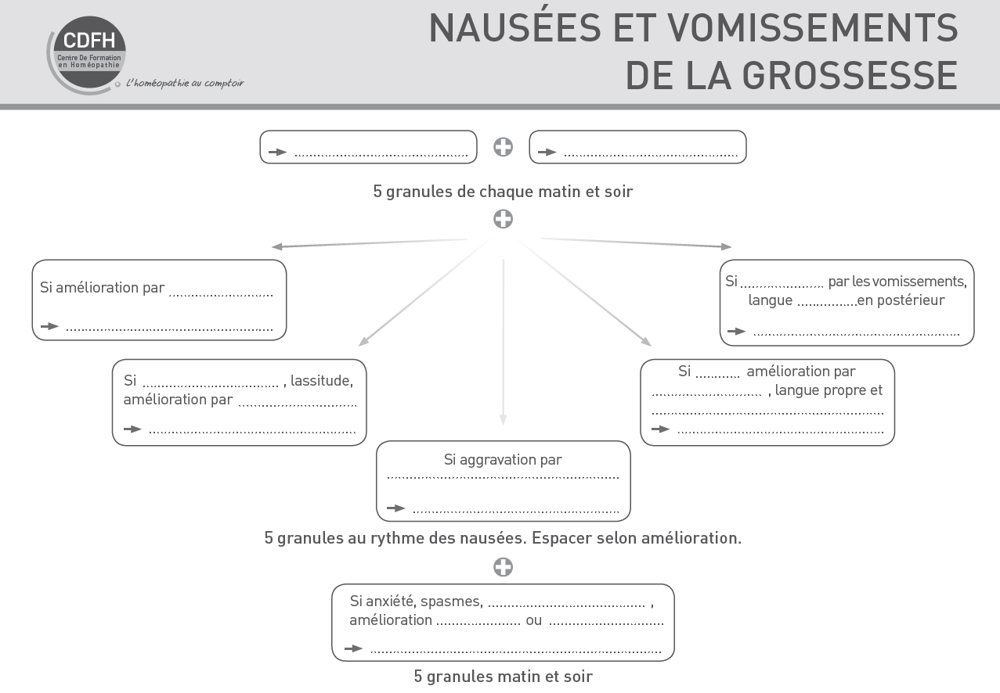 CDFH
Centre De Formation
en Homéopathie
L'homéopathie au comptoir
NAUSÉES ET VOMISSEMENTS
DE LA GROSSESSE
5 granules de chaque matin et soir
Si amélioration par
Si , lassitude,
amélioration par
Si aggravation par
Si amélioration par
, langue propre et
Si par les vomissements,
langue en postérieur
5 granules au rythme des nausées. Espacer selon amélioration.
Si anxiété, spasmes, ,
amélioration ou
5 granules matin et soir